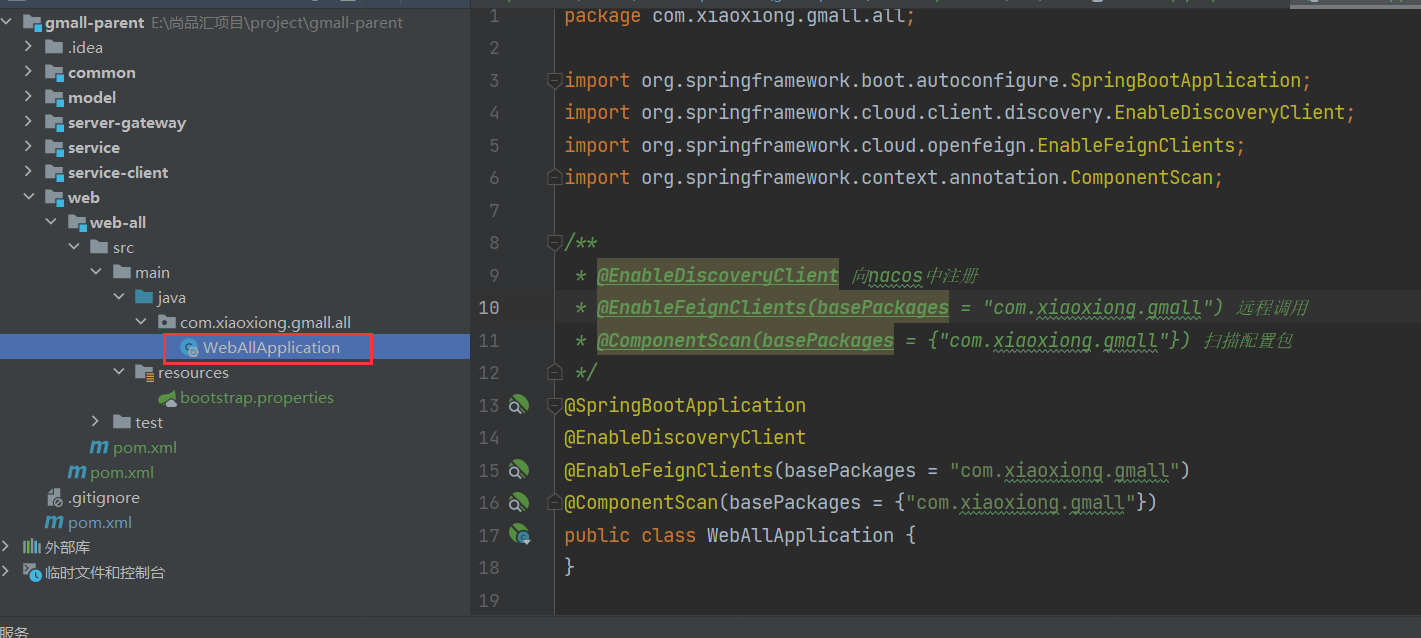 gmall-parent E:\尚品汇项目\project\gmall-parent
.idea
common
model
server-gateway
service
service-client
web
web-all
src
main
java
com.xiaoxiong.gmall.all
WebAllApplication
resources
bootstrap.properties
test
pom.xml
pom.xml
.gitignore
pom.xml
外部库
临时文件和控制台
服务
1 package com.xiaoxiong.gmall.all;
2
3 import org.springframework.boot.autoconfigure.SpringBootApplication;
4 import org.springframework.cloud.client.discovery.EnableDiscoveryClient;
5 import org.springframework.cloud.openfeign.EnableFeignClients;
6 import org.springframework.context.annotation.ComponentScan;
7
8 /**
9 * @EnableDiscoveryClient 向nacos中注册
10 * @EnableFeignClients(basePackages = "com.xiaoxiong.gmall") 远程调用
11 * @ComponentScan(basePackages = {"com.xiaoxiong.gmall"}) 扫描配置包
12 */
13 @SpringBootApplication
14 @EnableDiscoveryClient
15 @EnableFeignClients(basePackages = "com.xiaoxiong.gmall")
16 @ComponentScan(basePackages = {"com.xiaoxiong.gmall"})
17 public class WebAllApplication {
18 }
19